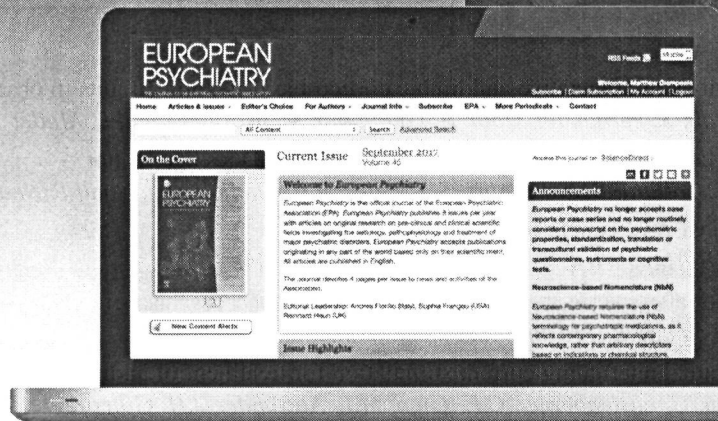 EUROPEAN
PSYCHIATRY
THE JOURNAL OF THE EUROPEAN PSYCHIATRIC ASSOCIATION
RSS Feeds
Welcome, Matthew
Subscribe | Claim Subscription | My Account | Logout
Home Articles & Issues Editor's Choice For Authors Journal Info Subscribe EPA More Periodicals Contact
All Content Search Advanced Search
On the Cover
EUROPEAN
PSYCHIATRY
New Content Alerts
Current Issue September 2017
Volume 45
Access this journal on ScienceDirect
Welcome to European Psychiatry
European Psychiatry is the official journal of the European Psychiatric
Association (EPA). European Psychiatry publishes 8 issues per year
with articles on original research on pre-clinical and clinical scientific
fields investigating the aetiology, pathophysiology and treatment of
major psychiatric disorders. European Psychiatry accepts publications
originating in any part of the world based only on their scientific merit.
All articles are published in English.
The Journal devotes 4 pages per issue to news and activities of the
Association.
Editorial Leadership: Andrea Fiorillo (Italy), Sophia Frangou (USA)
(UK)
Issue Highlights
Announcements
European Psychiatry no longer accepts case
reports or case series and no longer routinely
considers manuscript on the psychometric
properties, standardization, translation or
transcultural validation of psychiatric
questionnaires, instruments or cognitive
tests.
Neuroscience-based Nomenclature (NbN)
European Psychiatry requires the use of
Neuroscience-based Nomenclature (NbN)
terminology for psychotropic medications, as it
reflects contemporary pharmacological
knowledge, rather than arbitrary descriptors
based on indications or chemical structure.